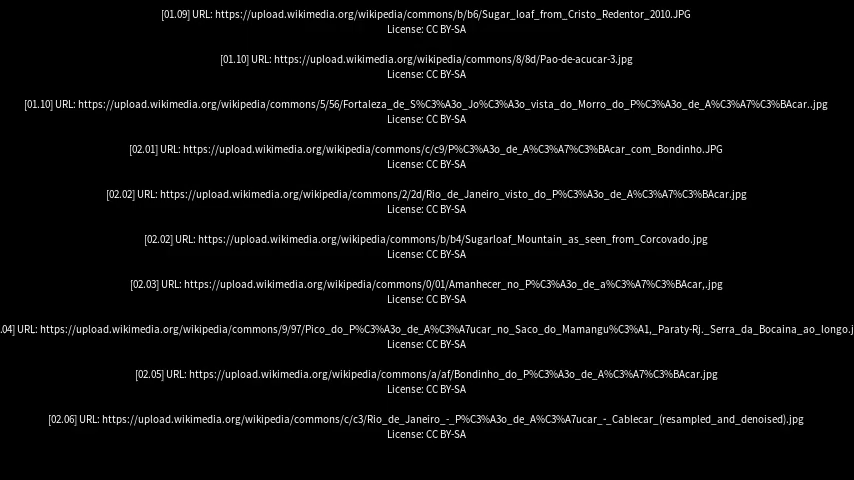 [01.09] URL: https://upload.wikimedia.org/wikipedia/commons/b/b6/Sugar_loaf_from_Cristo_Redentor_2010.JPG
License: CC BY-SA
[01.10] URL: https://upload.wikimedia.org/wikipedia/commons/8/8d/Pao-de-acucar-3.jpg
License: CC BY-SA
[01.10] URL: https://upload.wikimedia.org/wikipedia/commons/5/56/Fortaleza_de_S%C3%A3o_Jo%C3%A3o_vista_do_Morro_do_P%C3%A3o_de_A%C3%A7%C3%BAcar..jpg
License: CC BY-SA
[02.01] URL: https://upload.wikimedia.org/wikipedia/commons/c/c9/P%C3%A3o_de_A%C3%A7%C3%BAcar_com_Bondinho.JPG
License: CC BY-SA
[02.02] URL: https://upload.wikimedia.org/wikipedia/commons/2/2d/Rio_de_Janeiro_visto_do_P%C3%A3o_de_A%C3%A7%C3%BAcar.jpg
License: CC BY-SA
[02.02] URL: https://upload.wikimedia.org/wikipedia/commons/b/b4/Sugarloaf_Mountain_as_seen_from_Corcovado.jpg
License: CC BY-SA
[02.03] URL: https://upload.wikimedia.org/wikipedia/commons/0/01/Amanhecer_no_P%C3%A3o_de_a%C3%A7%C3%BAcar,.jpg
License: CC BY-SA
.04] URL: https://upload.wikimedia.org/wikipedia/commons/9/97/Pico_do_P%C3%A3o_de_A%C3%A7ucar_no_Saco_do_Mamangu%C3%A1,_Paraty-Rj._Serra_da_Bocaina_ao_longo.j
License: CC BY-SA
[02.05] URL: https://upload.wikimedia.org/wikipedia/commons/a/af/Bondinho_do_P%C3%A3o_de_A%C3%A7%C3%BAcar.jpg
License: CC BY-SA
[02.06] URL: https://upload.wikimedia.org/wikipedia/commons/c/c3/Rio_de_Janeiro_-_P%C3%A3o_de_A%C3%A7ucar_-_Cablecar_(resampled_and_denoised).jpg
License: CC BY-SA